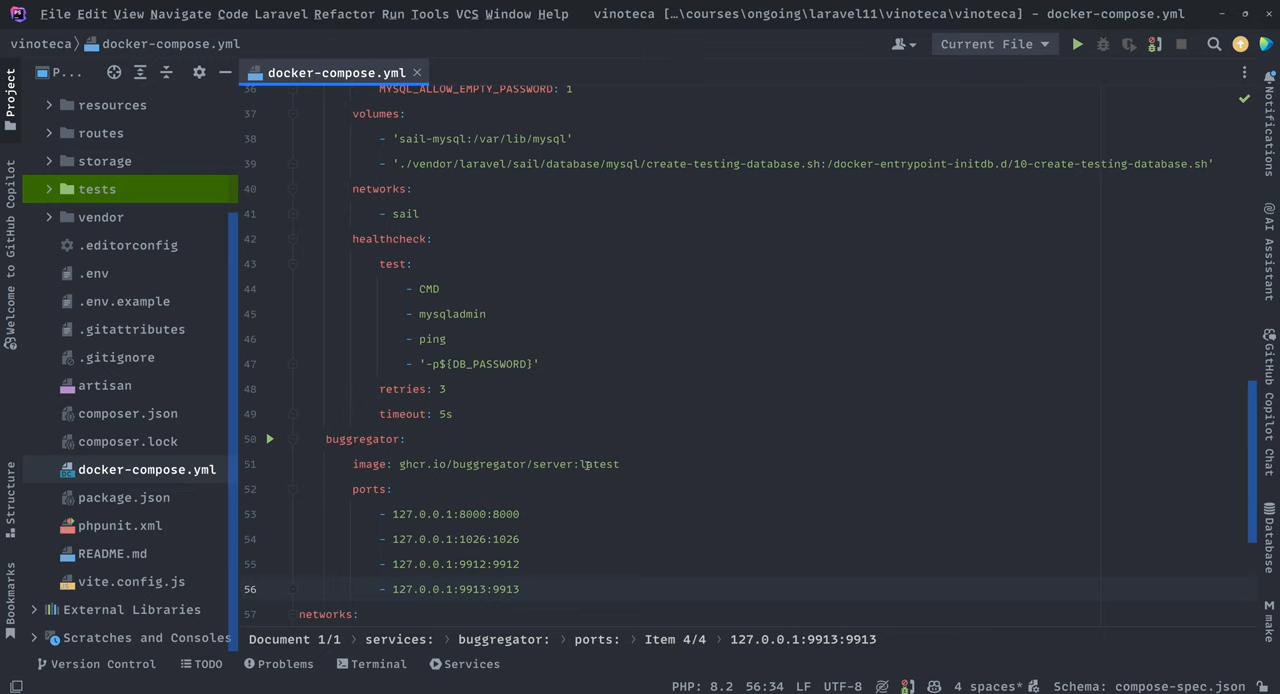 File Edit View Navigate Code Laravel Refactor Run Tools VCS Window Help vinoteca […\courses\ongoing\laravel11\vinoteca\vinoteca] - docker-compose.yml
vinoteca docker-compose.yml Current File
P... docker-compose.yml
Project
Welcome to GitHub Copilot
Structure
Bookmarks
resources
routes
storage
tests
vendor
.editorconfig
.env
.env.example
.gitattributes
.gitignore
artisan
composer.json
composer.lock
docker-compose.yml
package.json
phpunit.xml
README.md
vite.config.js
External Libraries
Scratches and Consoles
36 MYSQL_ALLOW_EMPTY_PASSWORD: 1
37 volumes:
38 - 'sail-mysql:/var/lib/mysql'
39 - './vendor/laravel/sail/database/mysql/create-testing-database.sh:/docker-entrypoint-initdb.d/10-create-testing-database.sh'
40 networks:
41 - sail
42 healthcheck:
43 test:
44 - CMD
45 - mysqladmin
46 - ping
47 - '-p${DB_PASSWORD}'
48 retries: 3
49 timeout: 5s
50 buggregator:
51 image: ghcr.io/buggregator/server:latest
52 ports:
53 - 127.0.0.1:8000:8000
54 - 127.0.0.1:1026:1026
55 - 127.0.0.1:9912:9912
56 - 127.0.0.1:9913:9913
57 networks:
Notifications
AI Assistant
GitHub Copilot Chat
Database
make
Document 1/1 › services: › buggregator: › ports: › Item 4/4 › 127.0.0.1:9913:9913
Version Control TODO Problems Terminal Services
PHP: 8.2 56:34 LF UTF-8 4 spaces* Schema: compose-spec.json